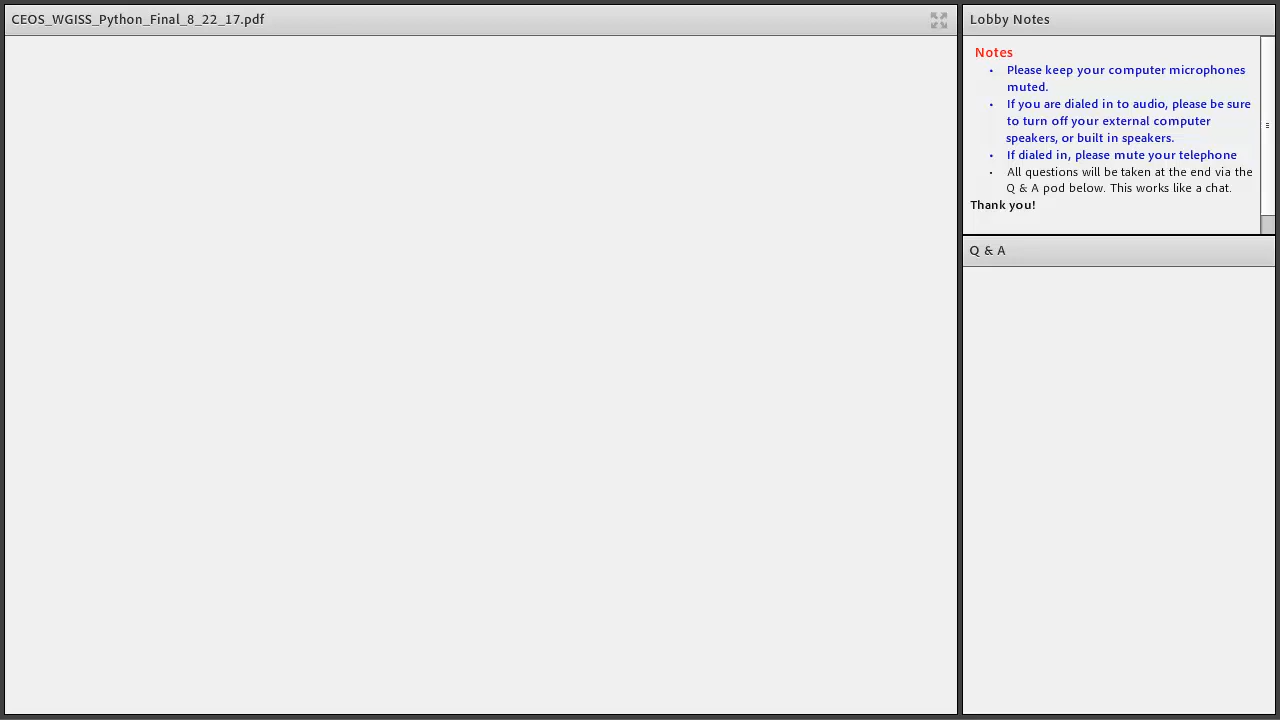 CEOS_WGISS_Python_Final_8_22_17.pdf
Lobby Notes
Notes
• Please keep your computer microphones
muted.
• If you are dialed in to audio, please be sure
to turn off your external computer
speakers, or built in speakers.
• If dialed in, please mute your telephone
• All questions will be taken at the end via the
Q & A pod below. This works like a chat.
Thank you!
Q & A